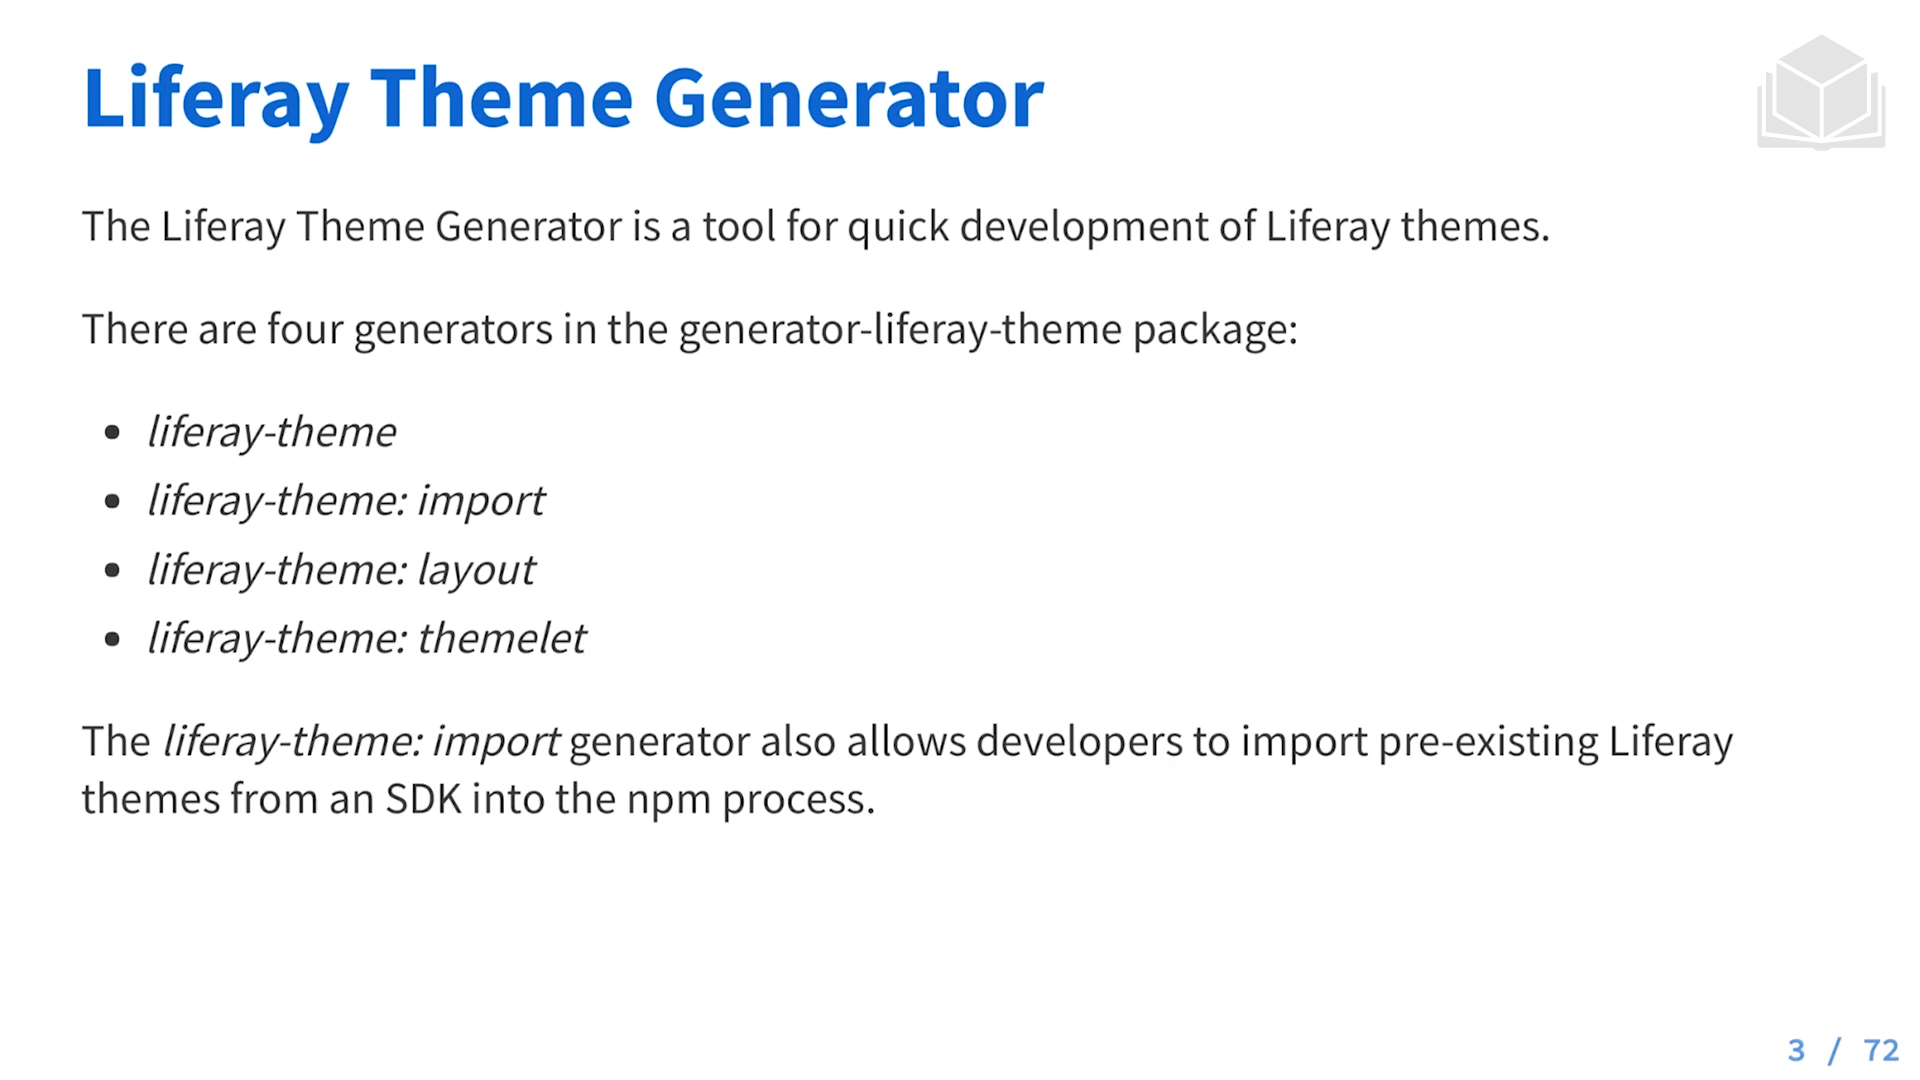 Liferay Theme Generator
The Liferay Theme Generator is a tool for quick development of Liferay themes.
There are four generators in the generator-liferay-theme package:
• liferay-theme
• liferay-theme: import
• liferay-theme: layout
• liferay-theme: themelet
The liferay-theme: import generator also allows developers to import pre-existing Liferay
themes from an SDK into the npm process.
3 / 72